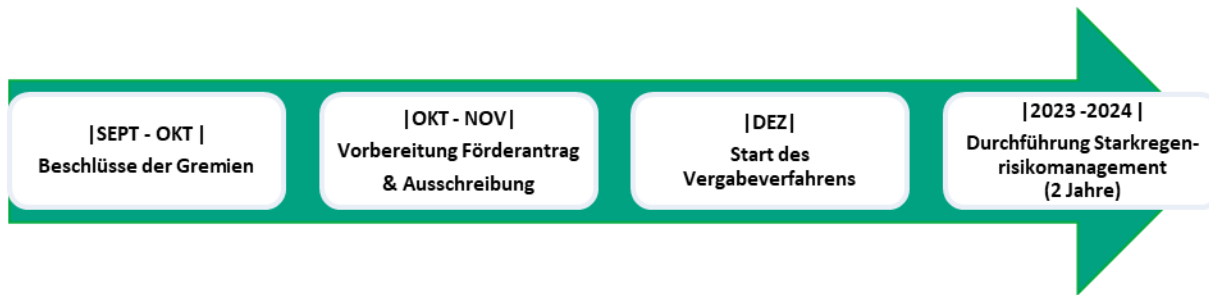 |SEPT - OKT |
Beschlüsse der Gremien
|OKT - NOV|
Vorbereitung Förderantrag
& Ausschreibung
|DEZ|
Start des
Vergabeverfahrens
|2023 -2024 |
Durchführung Starkregen-
risikomanagement
(2 Jahre)